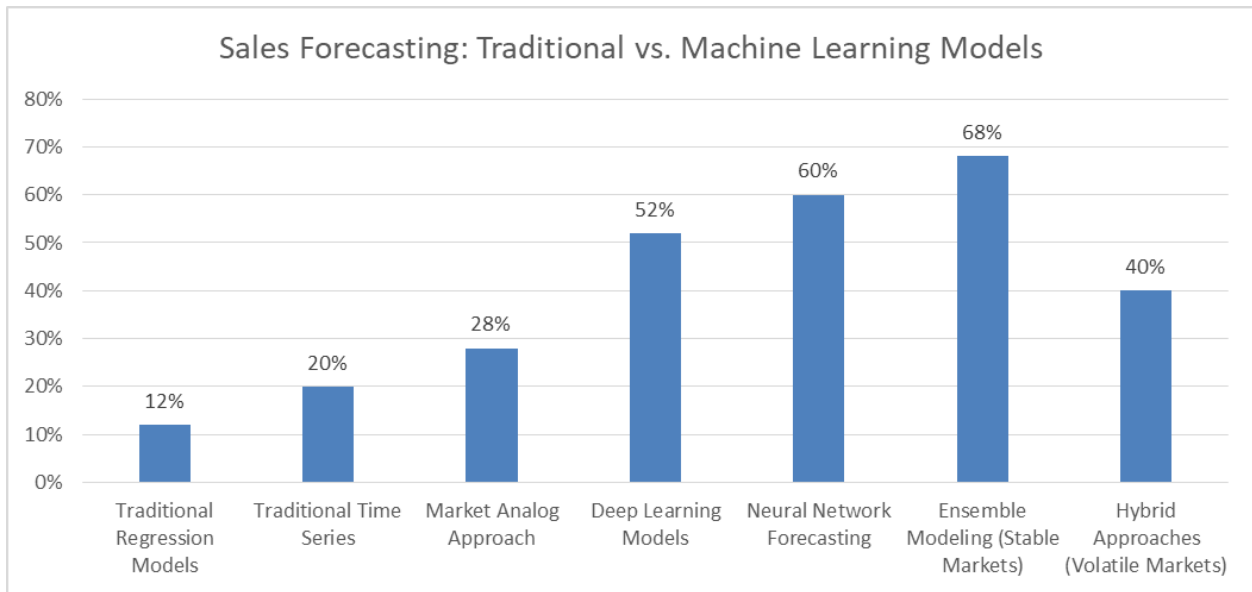 Sales Forecasting: Traditional vs. Machine Learning Models
80%
70%
60%
50%
40%
30%
20%
10%
0%
12%
20%
28%
52%
60%
68%
40%
Traditional
Regression
Models
Traditional Time
Series
Market Analog
Approach
Deep Learning
Models
Neural Network
Forecasting
Ensemble
Modeling (Stable
Markets)
Hybrid
Approaches
(Volatile Markets)